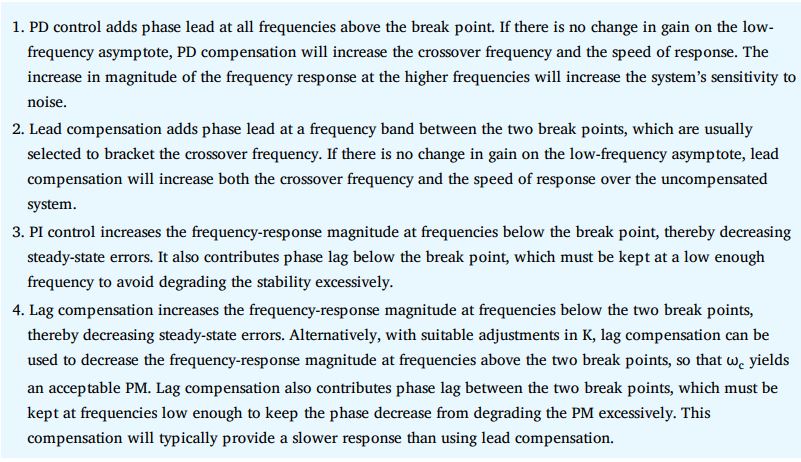 1. PD control adds phase lead at all frequencies above the break point. If there is no change in gain on the low-
frequency asymptote, PD compensation will increase the crossover frequency and the speed of response. The
increase in magnitude of the frequency response at the higher frequencies will increase the system's sensitivity to
noise.
2. Lead compensation adds phase lead at a frequency band between the two break points, which are usually
selected to bracket the crossover frequency. If there is no change in gain on the low-frequency asymptote, lead
compensation will increase both the crossover frequency and the speed of response over the uncompensated
system.
3. PI control increases the frequency-response magnitude at frequencies below the break point, thereby decreasing
steady-state errors. It also contributes phase lag below the break point, which must be kept at a low enough
frequency to avoid degrading the stability excessively.
4. Lag compensation increases the frequency-response magnitude at frequencies below the two break points,
thereby decreasing steady-state errors. Alternatively, with suitable adjustments in K, lag compensation can be
used to decrease the frequency-response magnitude at frequencies above the two break points, so that ω_c yields
an acceptable PM. Lag compensation also contributes phase lag between the two break points, which must be
kept at frequencies low enough to keep the phase decrease from degrading the PM excessively. This
compensation will typically provide a slower response than using lead compensation.